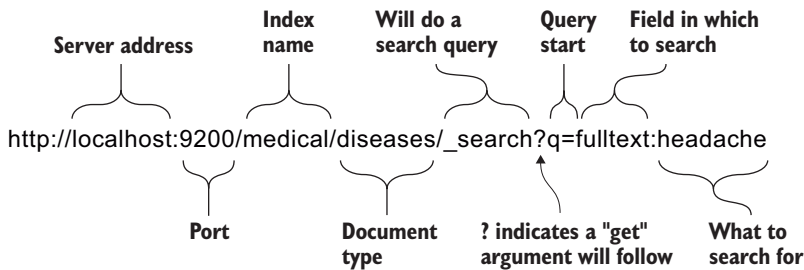 Index
name
Will do a
search query
Query
start
Field in which
to search
Server address
http://localhost:9200/medical/diseases/_search?q=fulltext:headache
Port
Document
type
? indicates a "get"
argument will follow
What to
search for